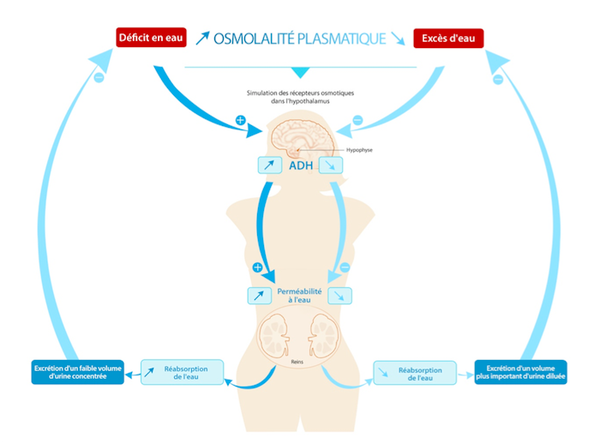 Déficit en eau
OSMOLALITÉ PLASMATIQUE
Excès d'eau
Simulation des récepteurs osmotiques
dans l'hypothalamus
Hypophyse
ADH
Perméabilité
à l'eau
Reins
Excrétion d'un faible volume
d'urine concentrée
Réabsorption
de l'eau
Réabsorption
de l'eau
Excrétion d'un volume
plus important d'urine diluée